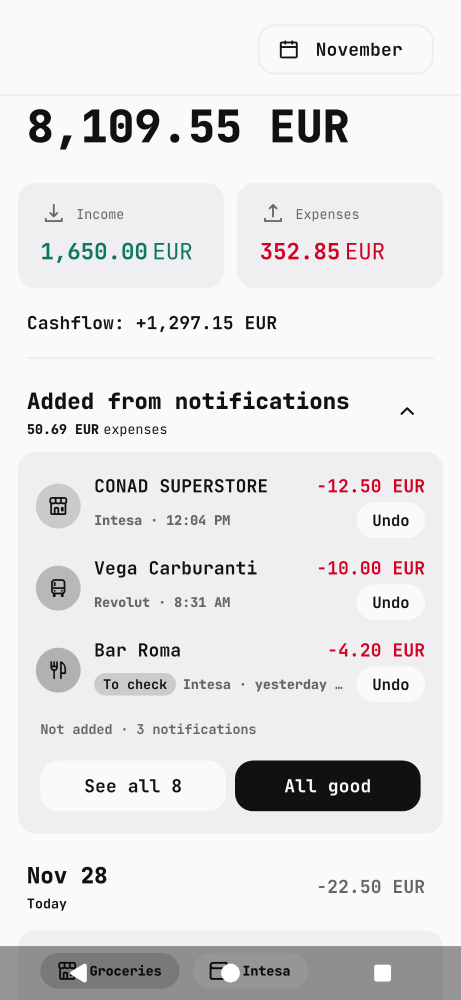 November
8,109.55 EUR
Income
1,650.00 EUR
Expenses
352.85 EUR
Cashflow: +1,297.15 EUR
Added from notifications
50.69 EUR expenses
CONAD SUPERSTORE -12.50 EUR
Intesa · 12:04 PM Undo
Vega Carburanti -10.00 EUR
Revolut · 8:31 AM Undo
Bar Roma -4.20 EUR
To check Intesa · yesterday … Undo
Not added · 3 notifications
See all 8 All good
Nov 28 -22.50 EUR
Today
Groceries Intesa